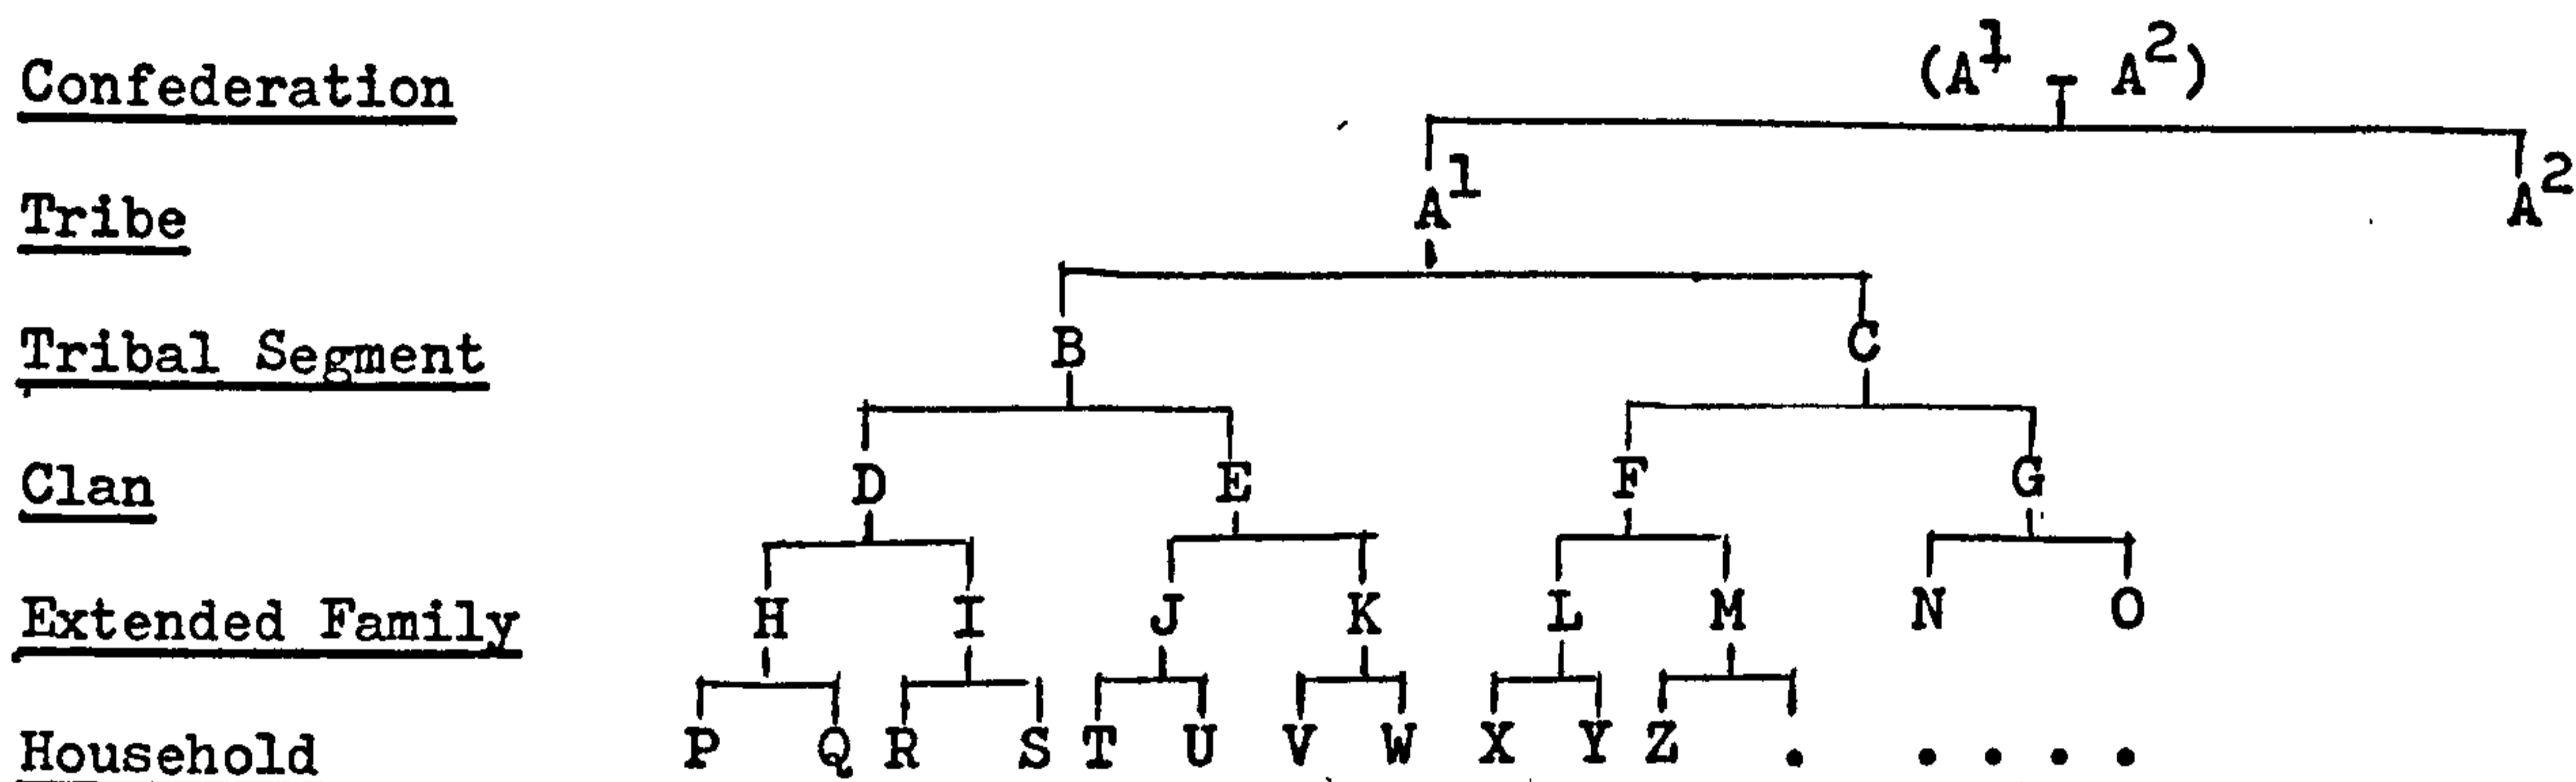 Confederation (A¹ - A²)
Tribe A¹ A²
Tribal Segment B C
Clan D E F G
Extended Family H I J K L M N O
Household P Q R S T U V W X Y Z . . . . .